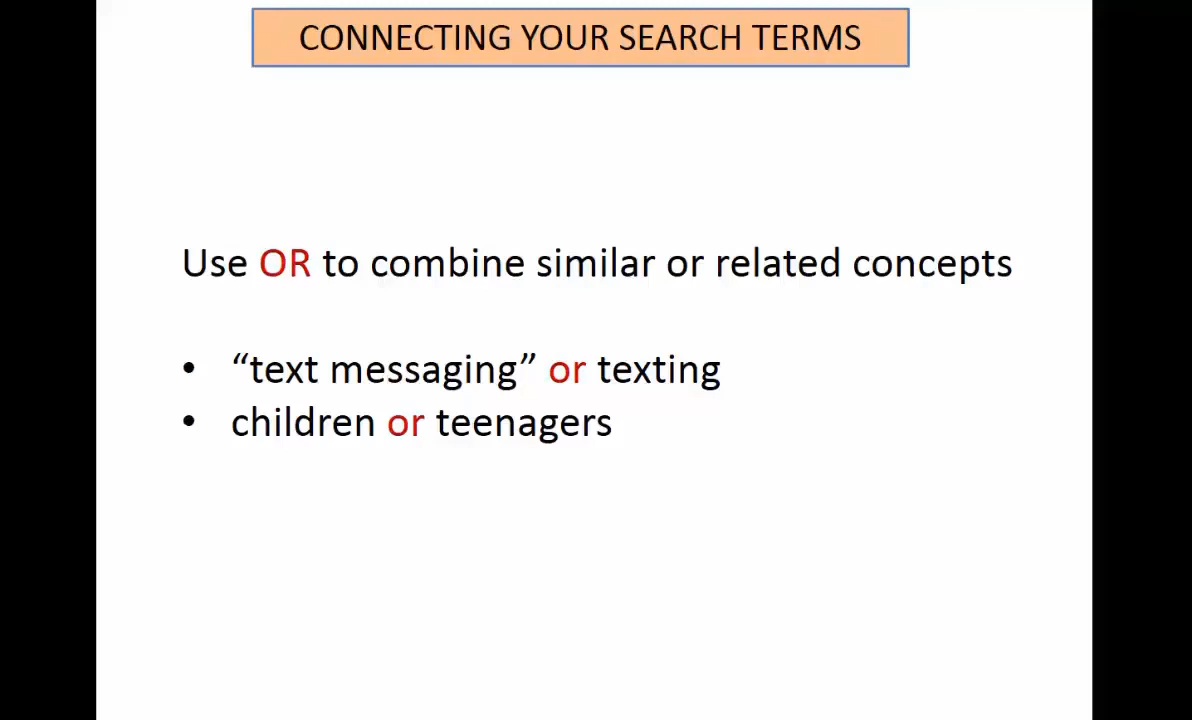 CONNECTING YOUR SEARCH TERMS
Use OR to combine similar or related concepts
• “text messaging” or texting
• children or teenagers